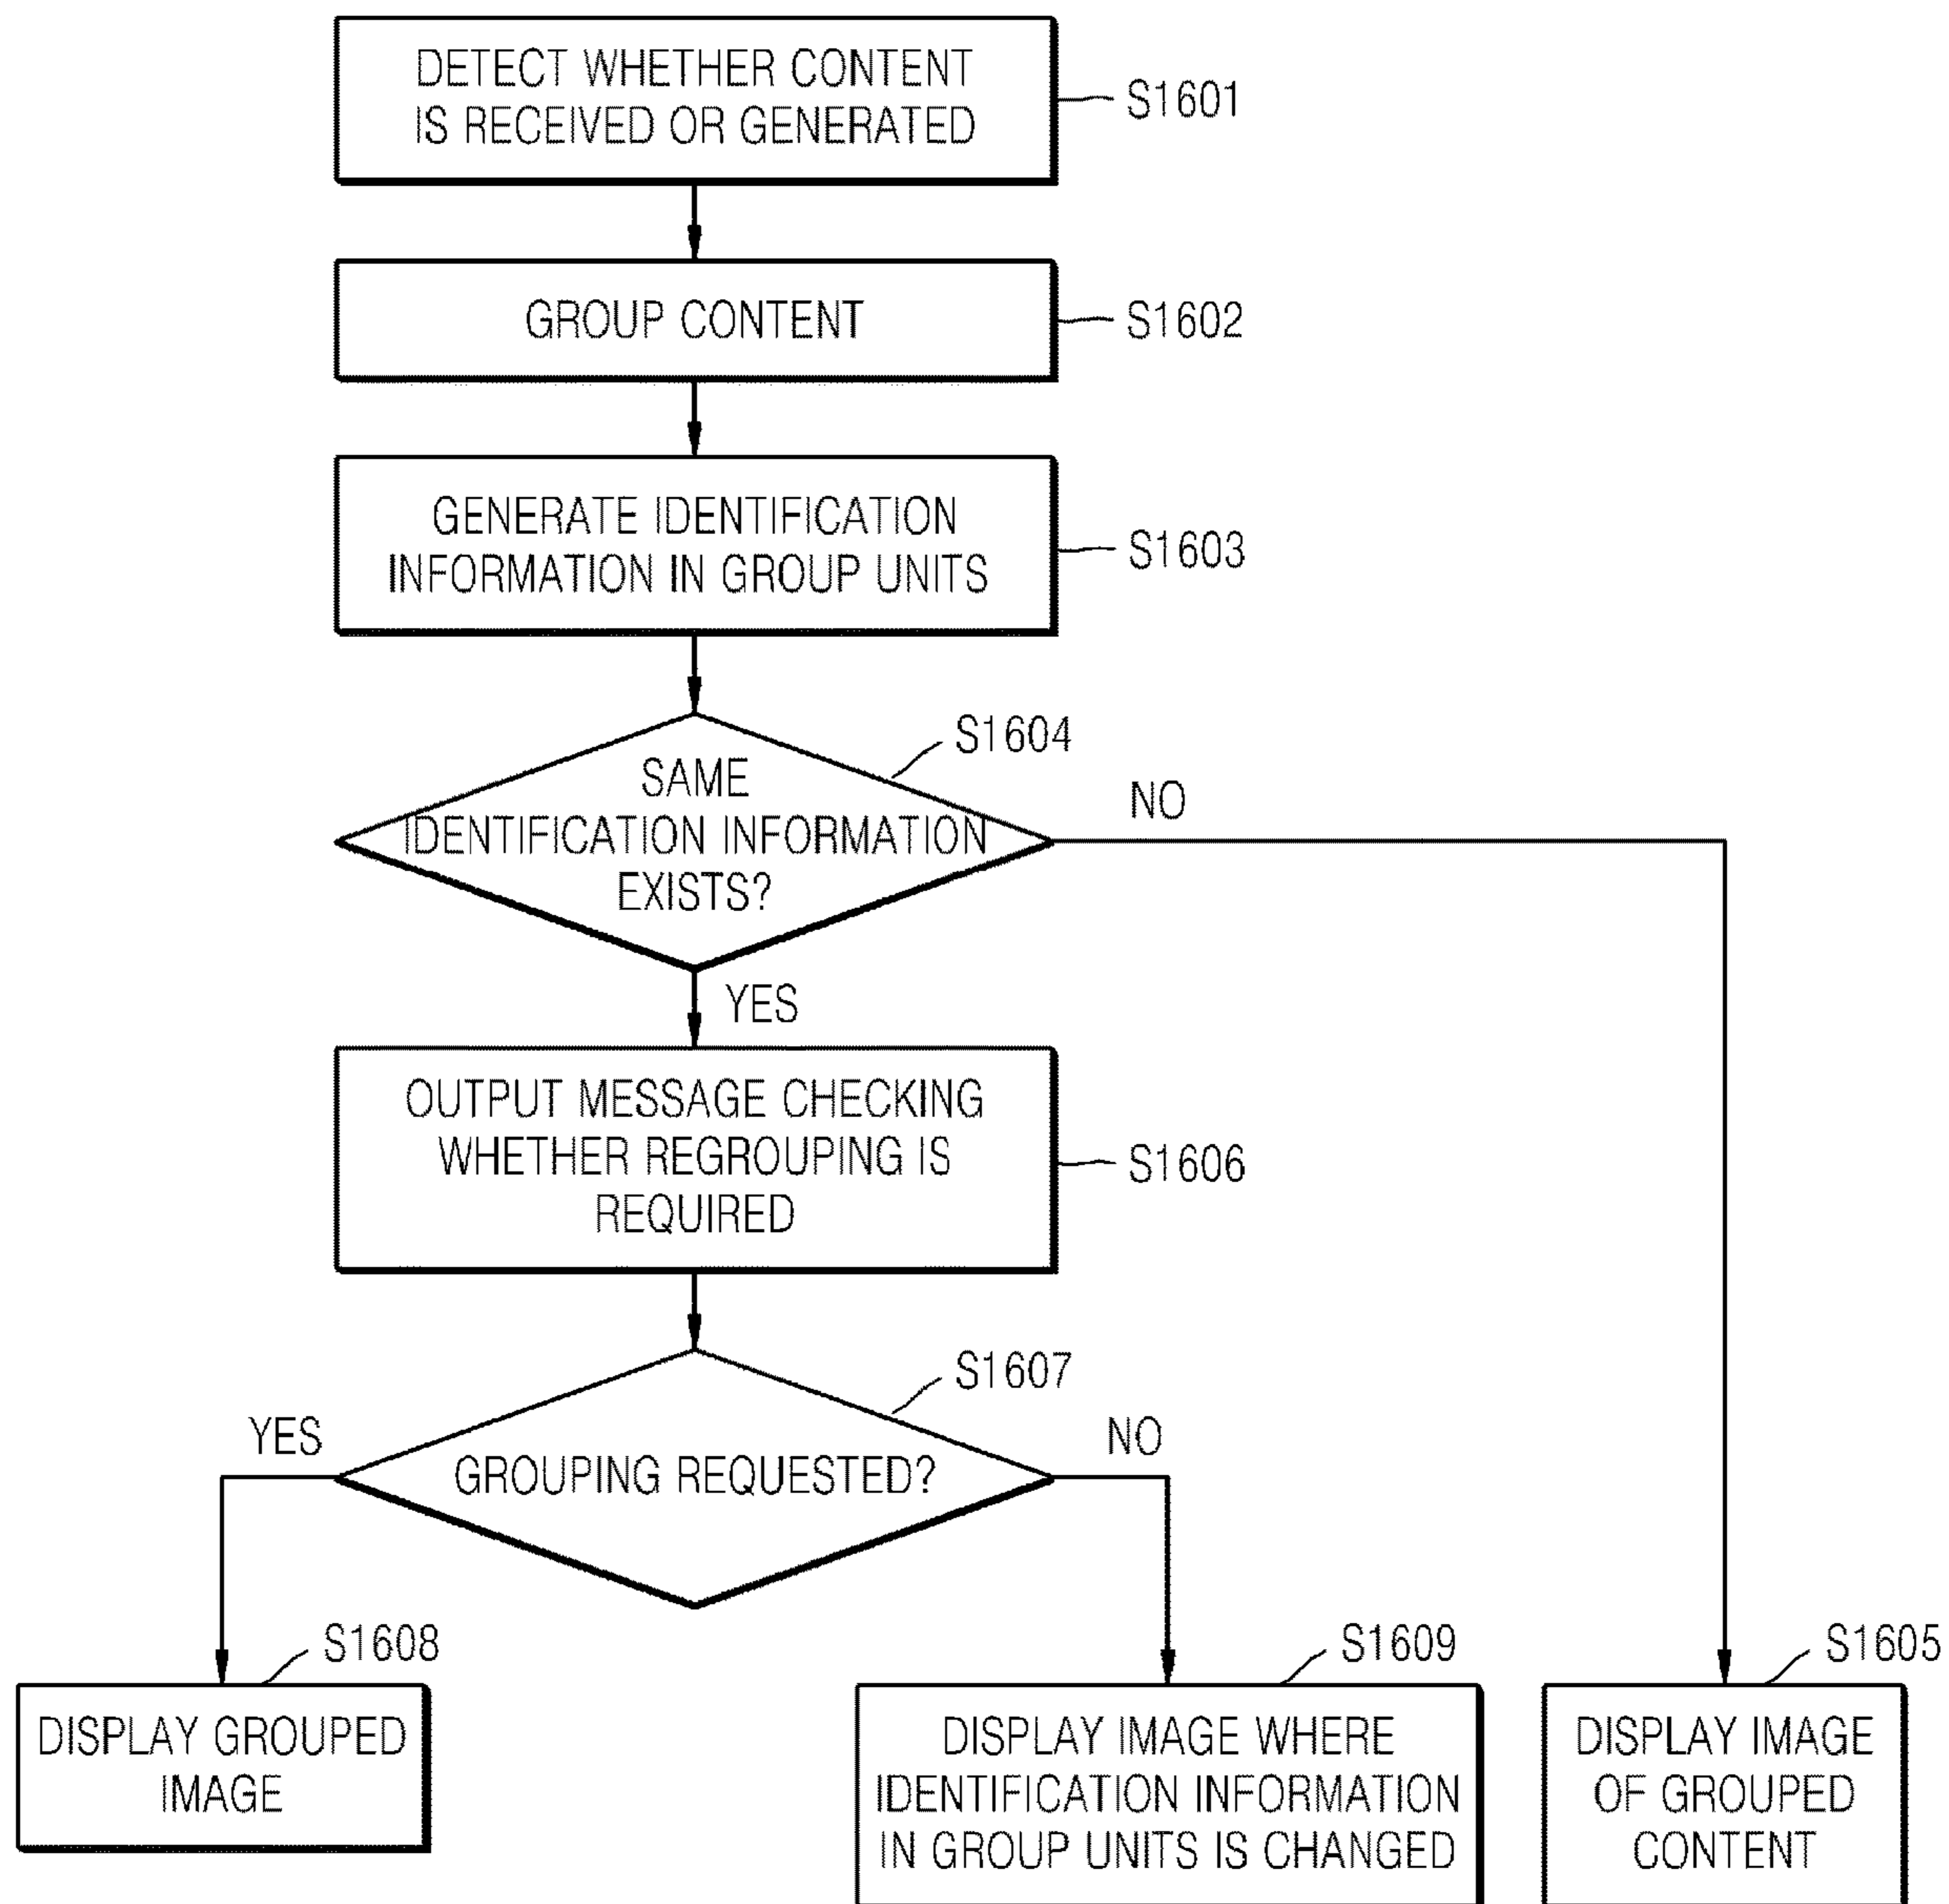 DETECT WHETHER CONTENT
IS RECEIVED OR GENERATED
S1601
GROUP CONTENT
S1602
GENERATE IDENTIFICATION
INFORMATION IN GROUP UNITS
S1603
S1604
SAME
IDENTIFICATION INFORMATION
EXISTS?
NO
YES
OUTPUT MESSAGE CHECKING
WHETHER REGROUPING IS
REQUIRED
S1606
S1607
YES
GROUPING REQUESTED?
NO
S1608
DISPLAY GROUPED
IMAGE
S1609
DISPLAY IMAGE WHERE
IDENTIFICATION INFORMATION
IN GROUP UNITS IS CHANGED
S1605
DISPLAY IMAGE
OF GROUPED
CONTENT